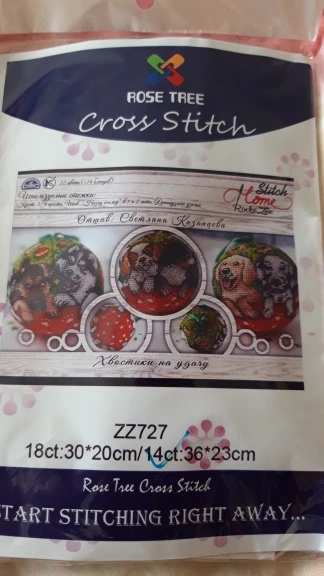 ROSE TREE
Cross Stitch
Stitch
Home
Отшив: Светлана Казанцева
Хвостики на удачу
ZZ727
18ct:30*20cm/14ct:36*23cm
Rose Tree Cross Stitch
START STITCHING RIGHT AWAY...